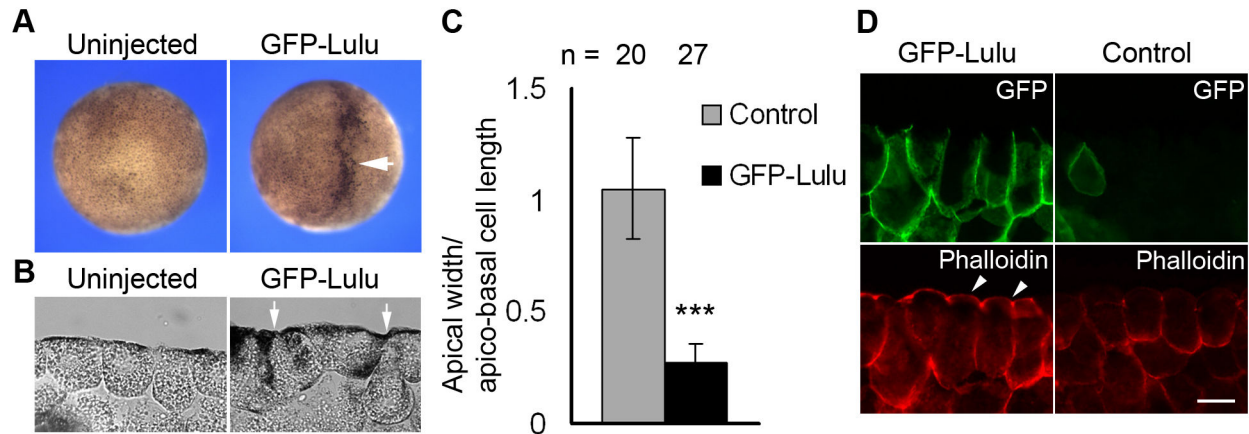 A
Uninjected
GFP-Lulu
B
Uninjected
GFP-Lulu
C
n = 20 27
Apical width/
apico-basal cell length
1.5
1
0.5
0
Control
GFP-Lulu
***
D
GFP-Lulu
Control
GFP
GFP
Phalloidin
Phalloidin